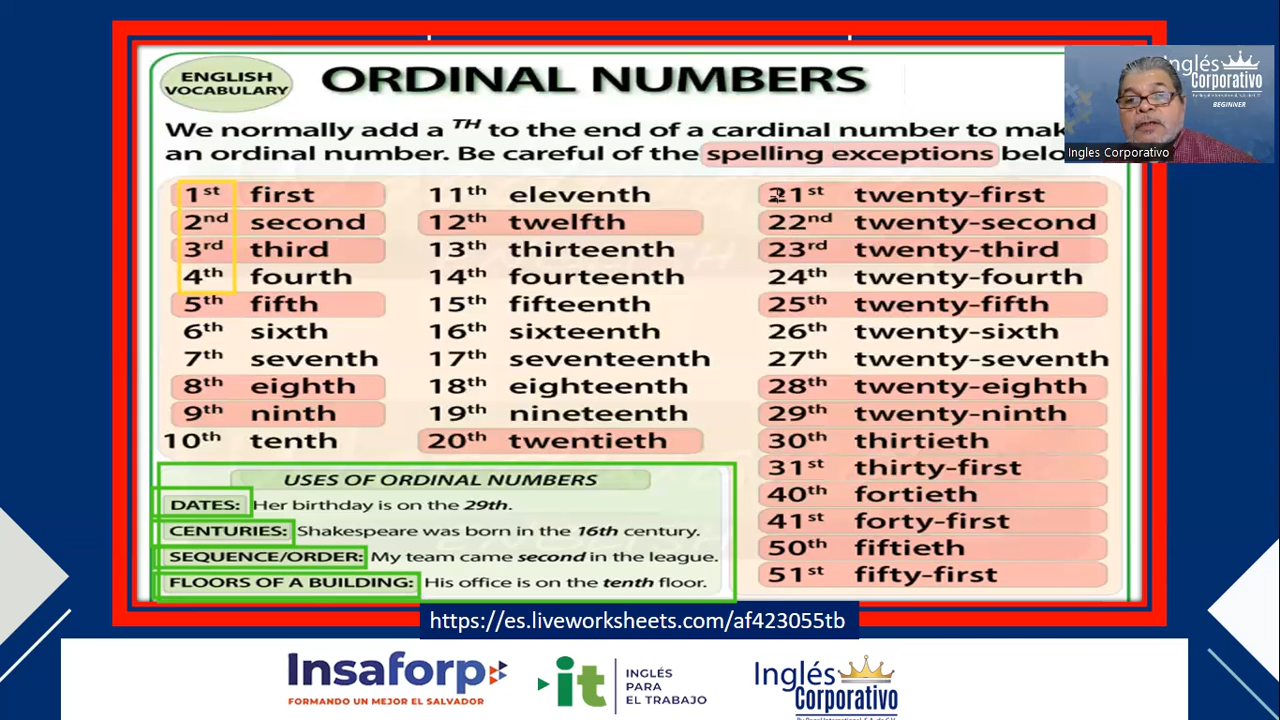 ENGLISH
VOCABULARY
ORDINAL NUMBERS
We normally add a TH to the end of a cardinal number to mak
an ordinal number. Be careful of the spelling exceptions belo
1st first
2nd second
3rd third
4th fourth
5th fifth
6th sixth
7th seventh
8th eighth
9th ninth
10th tenth
11th eleventh
12th twelfth
13th thirteenth
14th fourteenth
15th fifteenth
16th sixteenth
17th seventeenth
18th eighteenth
19th nineteenth
20th twentieth
21st twenty-first
22nd twenty-second
23rd twenty-third
24th twenty-fourth
25th twenty-fifth
26th twenty-sixth
27th twenty-seventh
28th twenty-eighth
29th twenty-ninth
30th thirtieth
31st thirty-first
40th fortieth
41st forty-first
50th fiftieth
51st fifty-first
USES OF ORDINAL NUMBERS
DATES: Her birthday is on the 29th.
CENTURIES: Shakespeare was born in the 16th century.
SEQUENCE/ORDER: My team came second in the league.
FLOORS OF A BUILDING: His office is on the tenth floor.
https://es.liveworksheets.com/af423055tb
Inglés
Corporativo
BEGINNER
Ingles Corporativo
Insaforp
FORMANDO UN MEJOR EL SALVADOR
it
INGLÉS
PARA
EL TRABAJO
Inglés
Corporativo